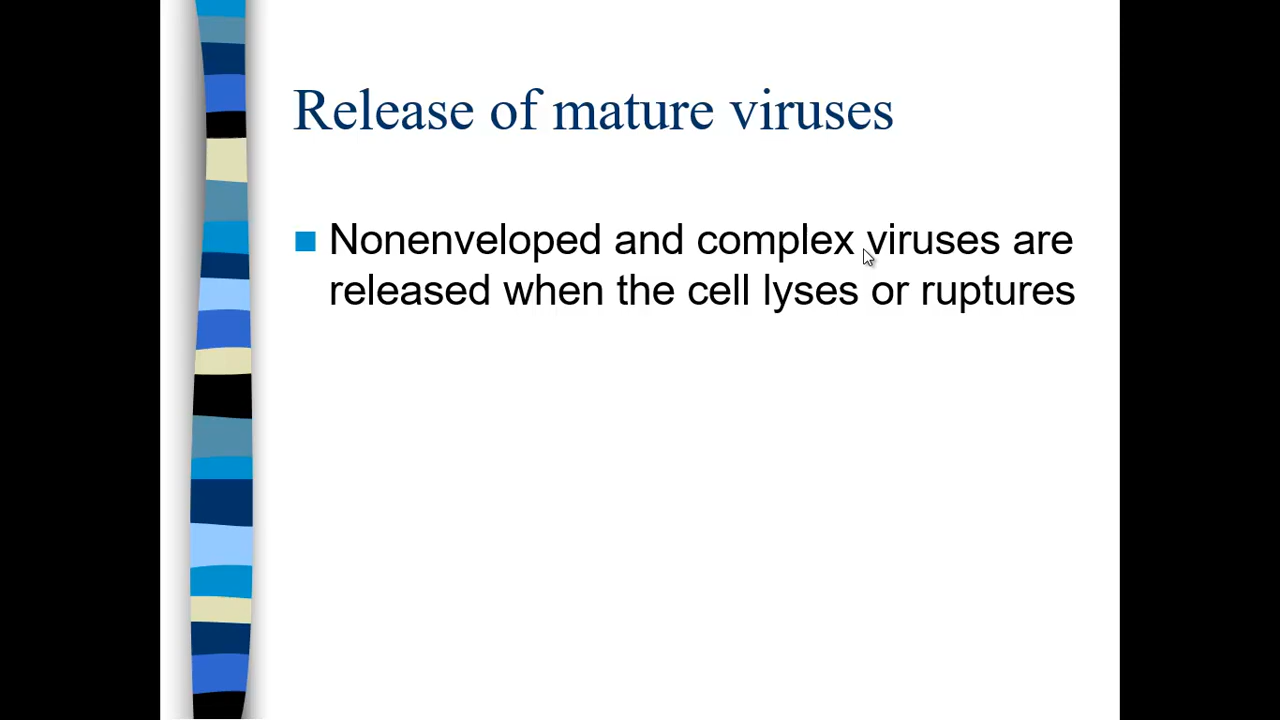 Release of mature viruses
Nonenveloped and complex viruses are
released when the cell lyses or ruptures